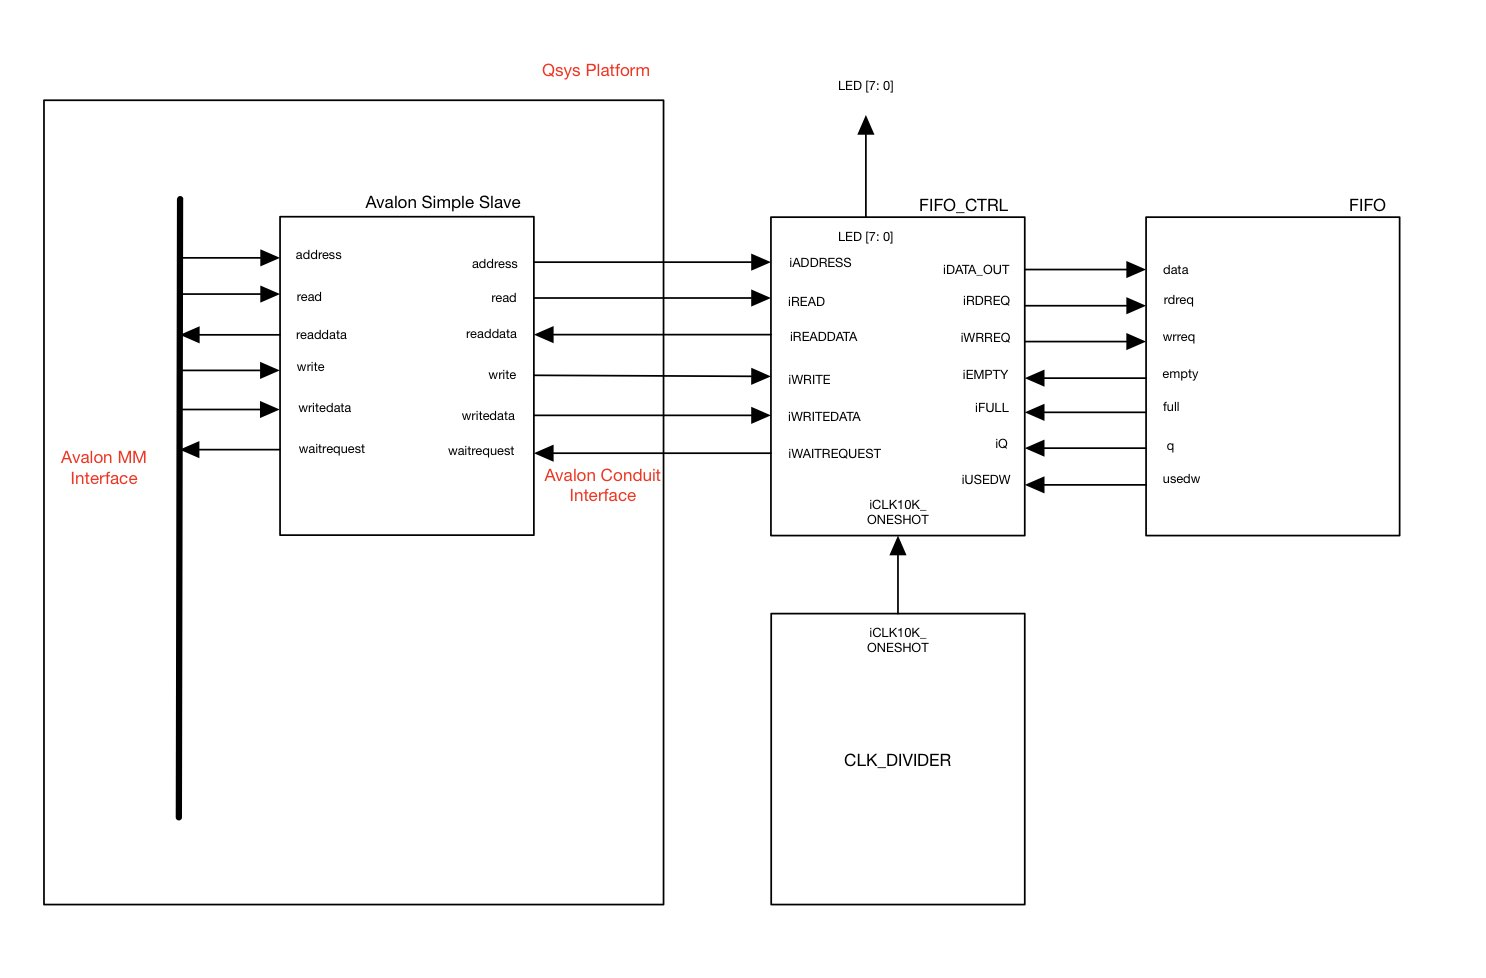 Qsys Platform
LED [7: 0]
Avalon Simple Slave
FIFO_CTRL
FIFO
LED [7: 0]
address
address
iADDRESS
iDATA_OUT
data
read
read
iREAD
iRDREQ
rdreq
readdata
readdata
iREADDATA
iWRREQ
wrreq
write
write
iWRITE
iEMPTY
empty
writedata
writedata
iWRITEDATA
iFULL
full
waitrequest
waitrequest
iWAITREQUEST
iQ
q
Avalon MM
Interface
Avalon Conduit
Interface
iUSEDW
usedw
iCLK10K_
ONESHOT
iCLK10K_
ONESHOT
CLK_DIVIDER